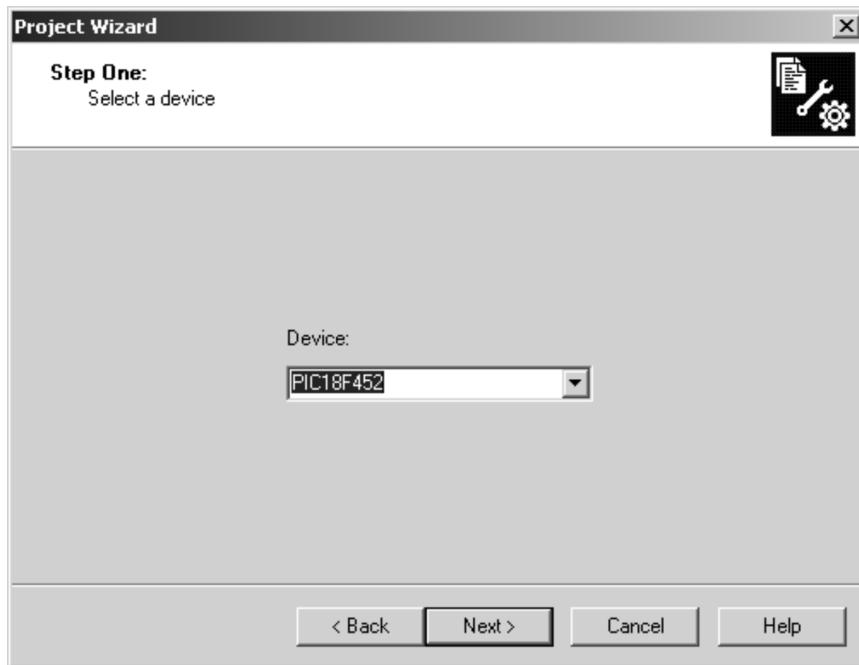 Project Wizard
Step One:
Select a device
Device:
PIC18F452
< Back Next > Cancel Help